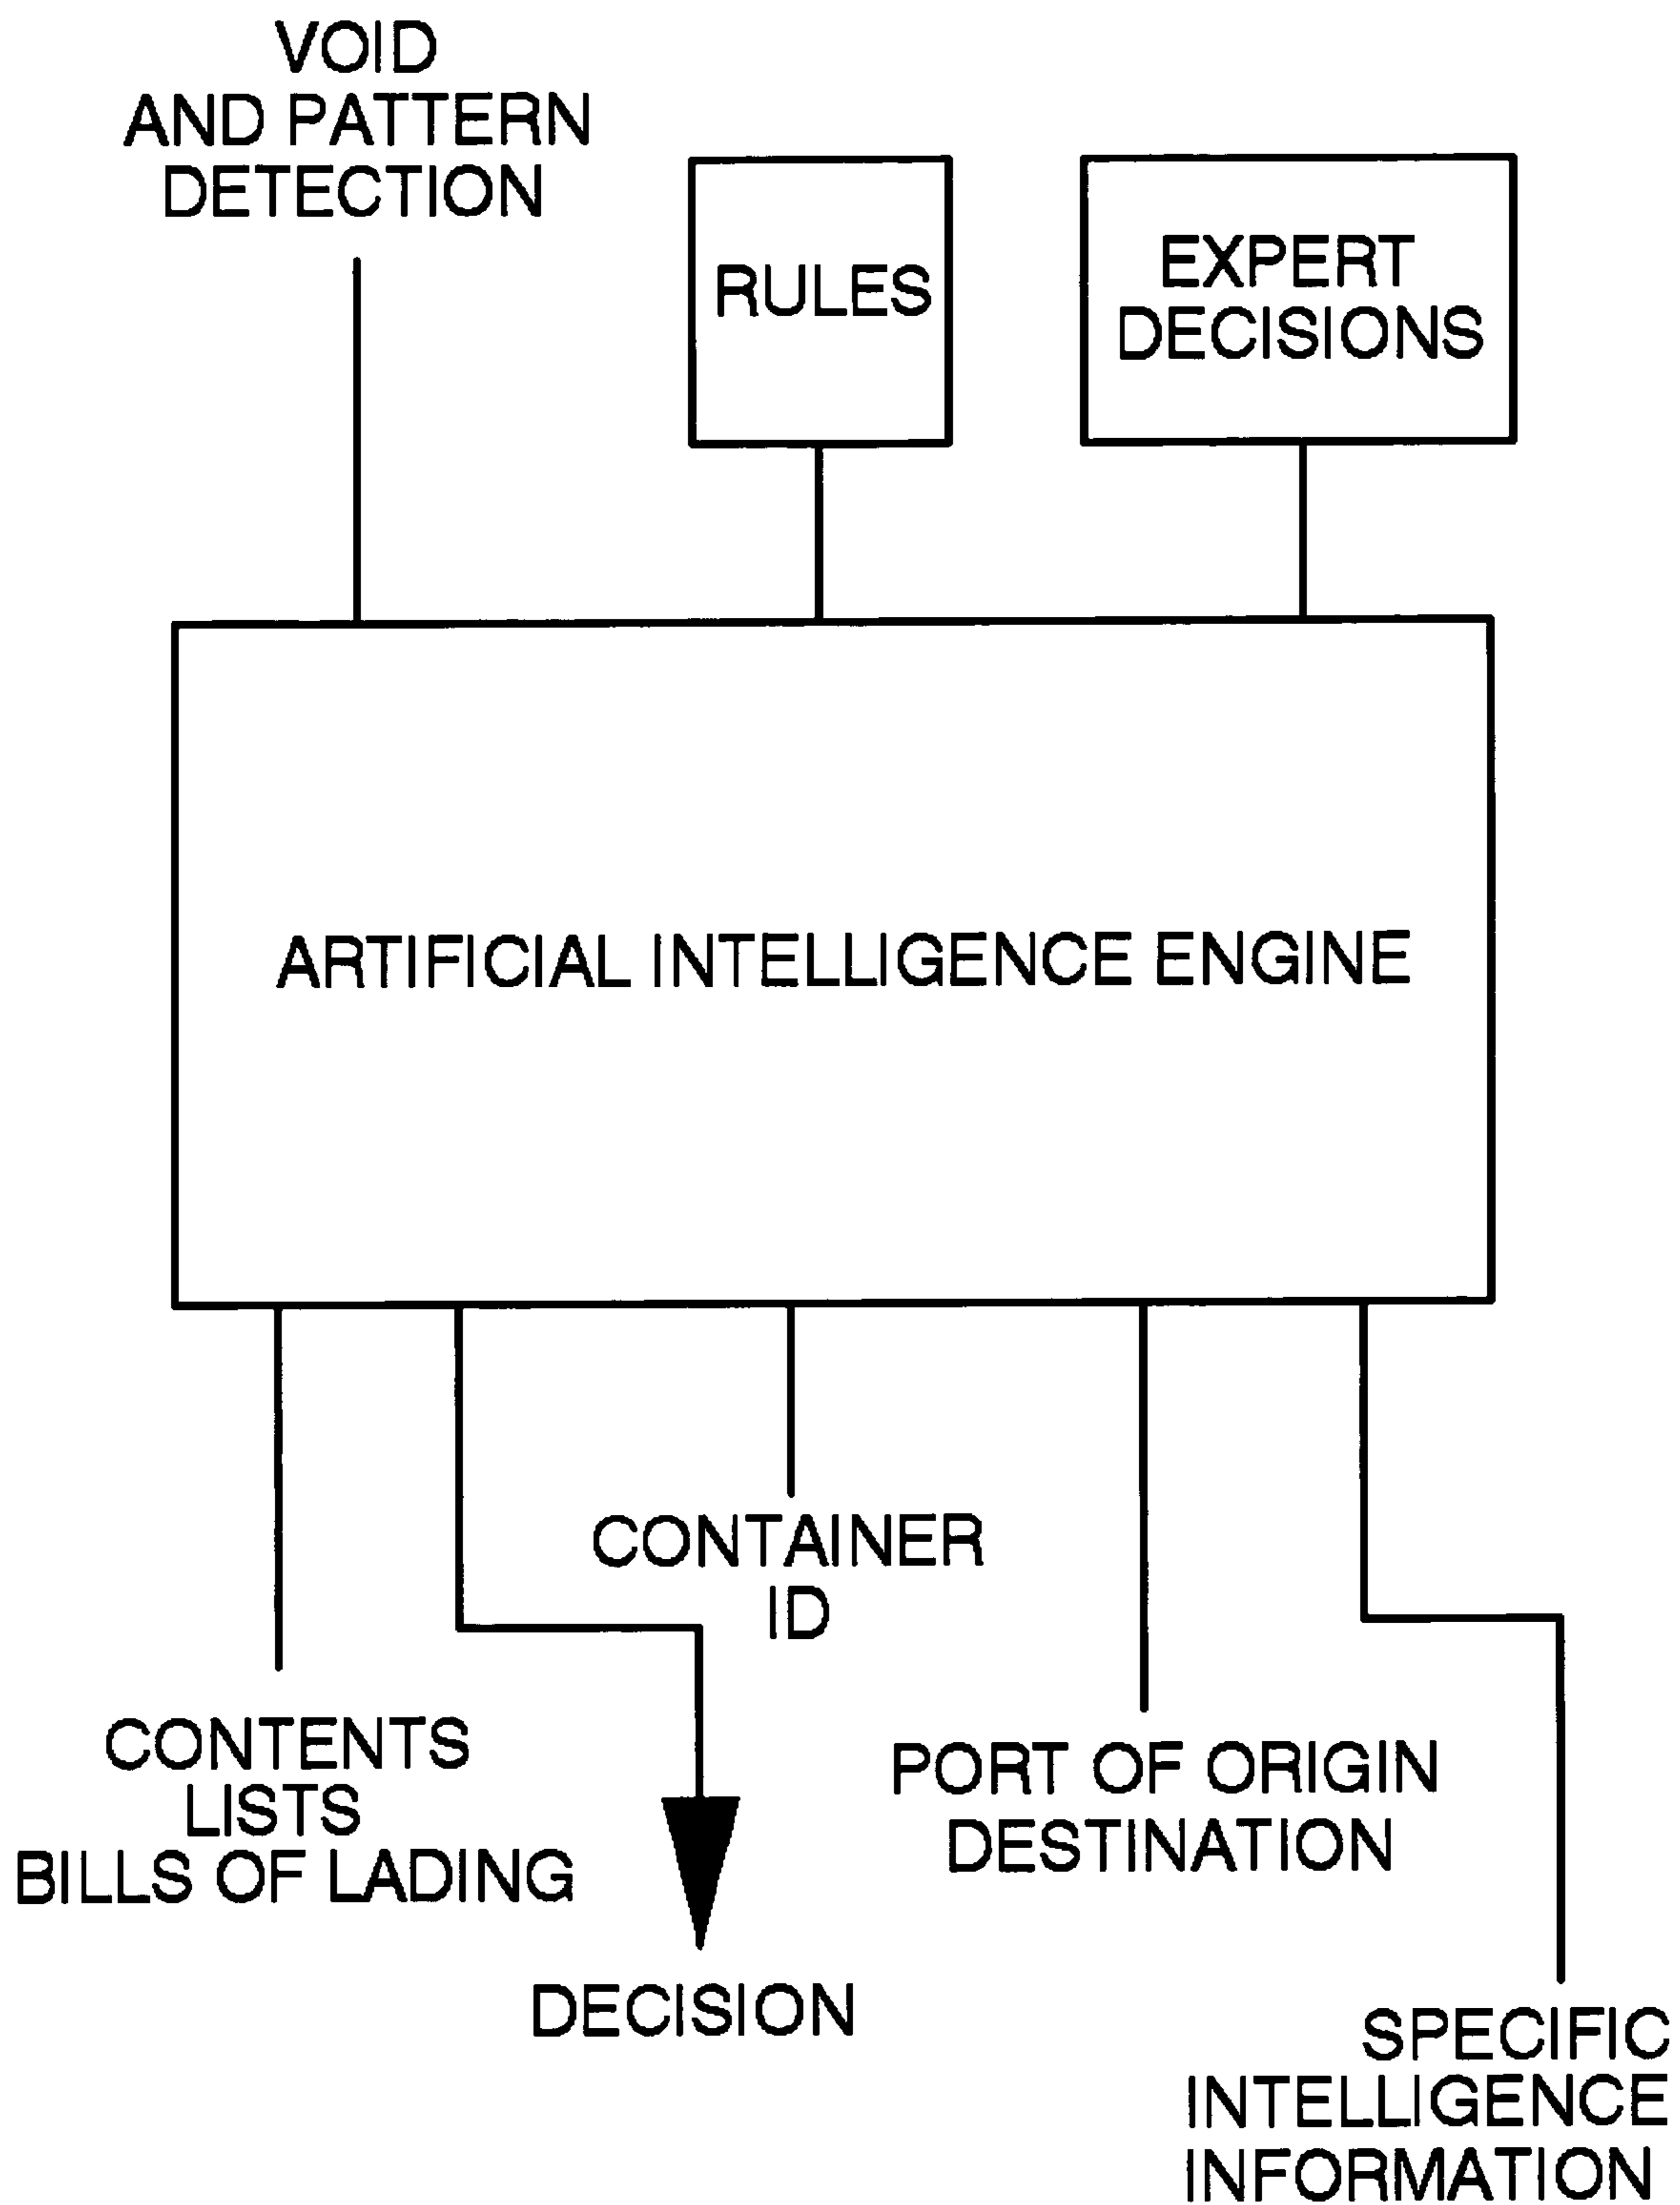 VOID
AND PATTERN
DETECTION
RULES
EXPERT
DECISIONS
ARTIFICIAL INTELLIGENCE ENGINE
CONTAINER
ID
CONTENTS
LISTS
BILLS OF LADING
PORT OF ORIGIN
DESTINATION
DECISION
SPECIFIC
INTELLIGENCE
INFORMATION